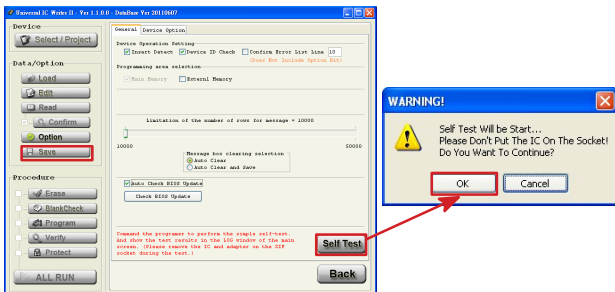 Universal IC Writer II - Ver 1.1.0.0 - DataBase Ver 20110607
Device
Select / Project
Data/Option
Load
Edit
Read
Confirm
Option
Save
Procedure
Erase
BlankCheck
Program
Verify
Protect
ALL RUN
General
Device Option
Device Operation Setting
Insert Detect
Device ID Check
Confirm Error List Line 10
(Does Not Include Option Bit)
Programming area selection
Main Memory
External Memory
Limitation of the number of rows for message = 10000
10000
50000
Message box clearing selection
Auto Clear
Auto Clear and Save
Auto Check BIOS Update
Check BIOS Update
Command the programer to perform the simple self-test.
And show the test results in the LOG window of the main
screen. (Please remove the IC and adapter on the ZIF
socket during the test.)
Self Test
Back
WARNING!
Self Test Will be Start...
Please Don't Put The IC On The Socket!
Do You Want To Continue?
OK
Cancel